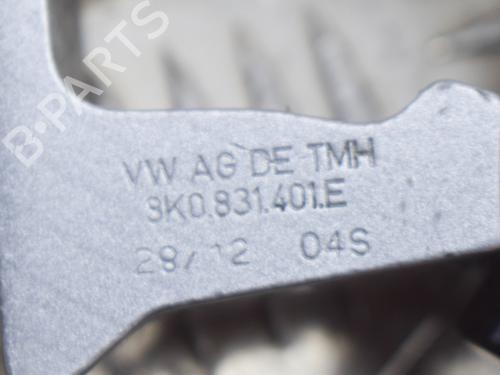 B-PARTS
VW AG DE TMH
8K0.831.401.E
28/12 04S